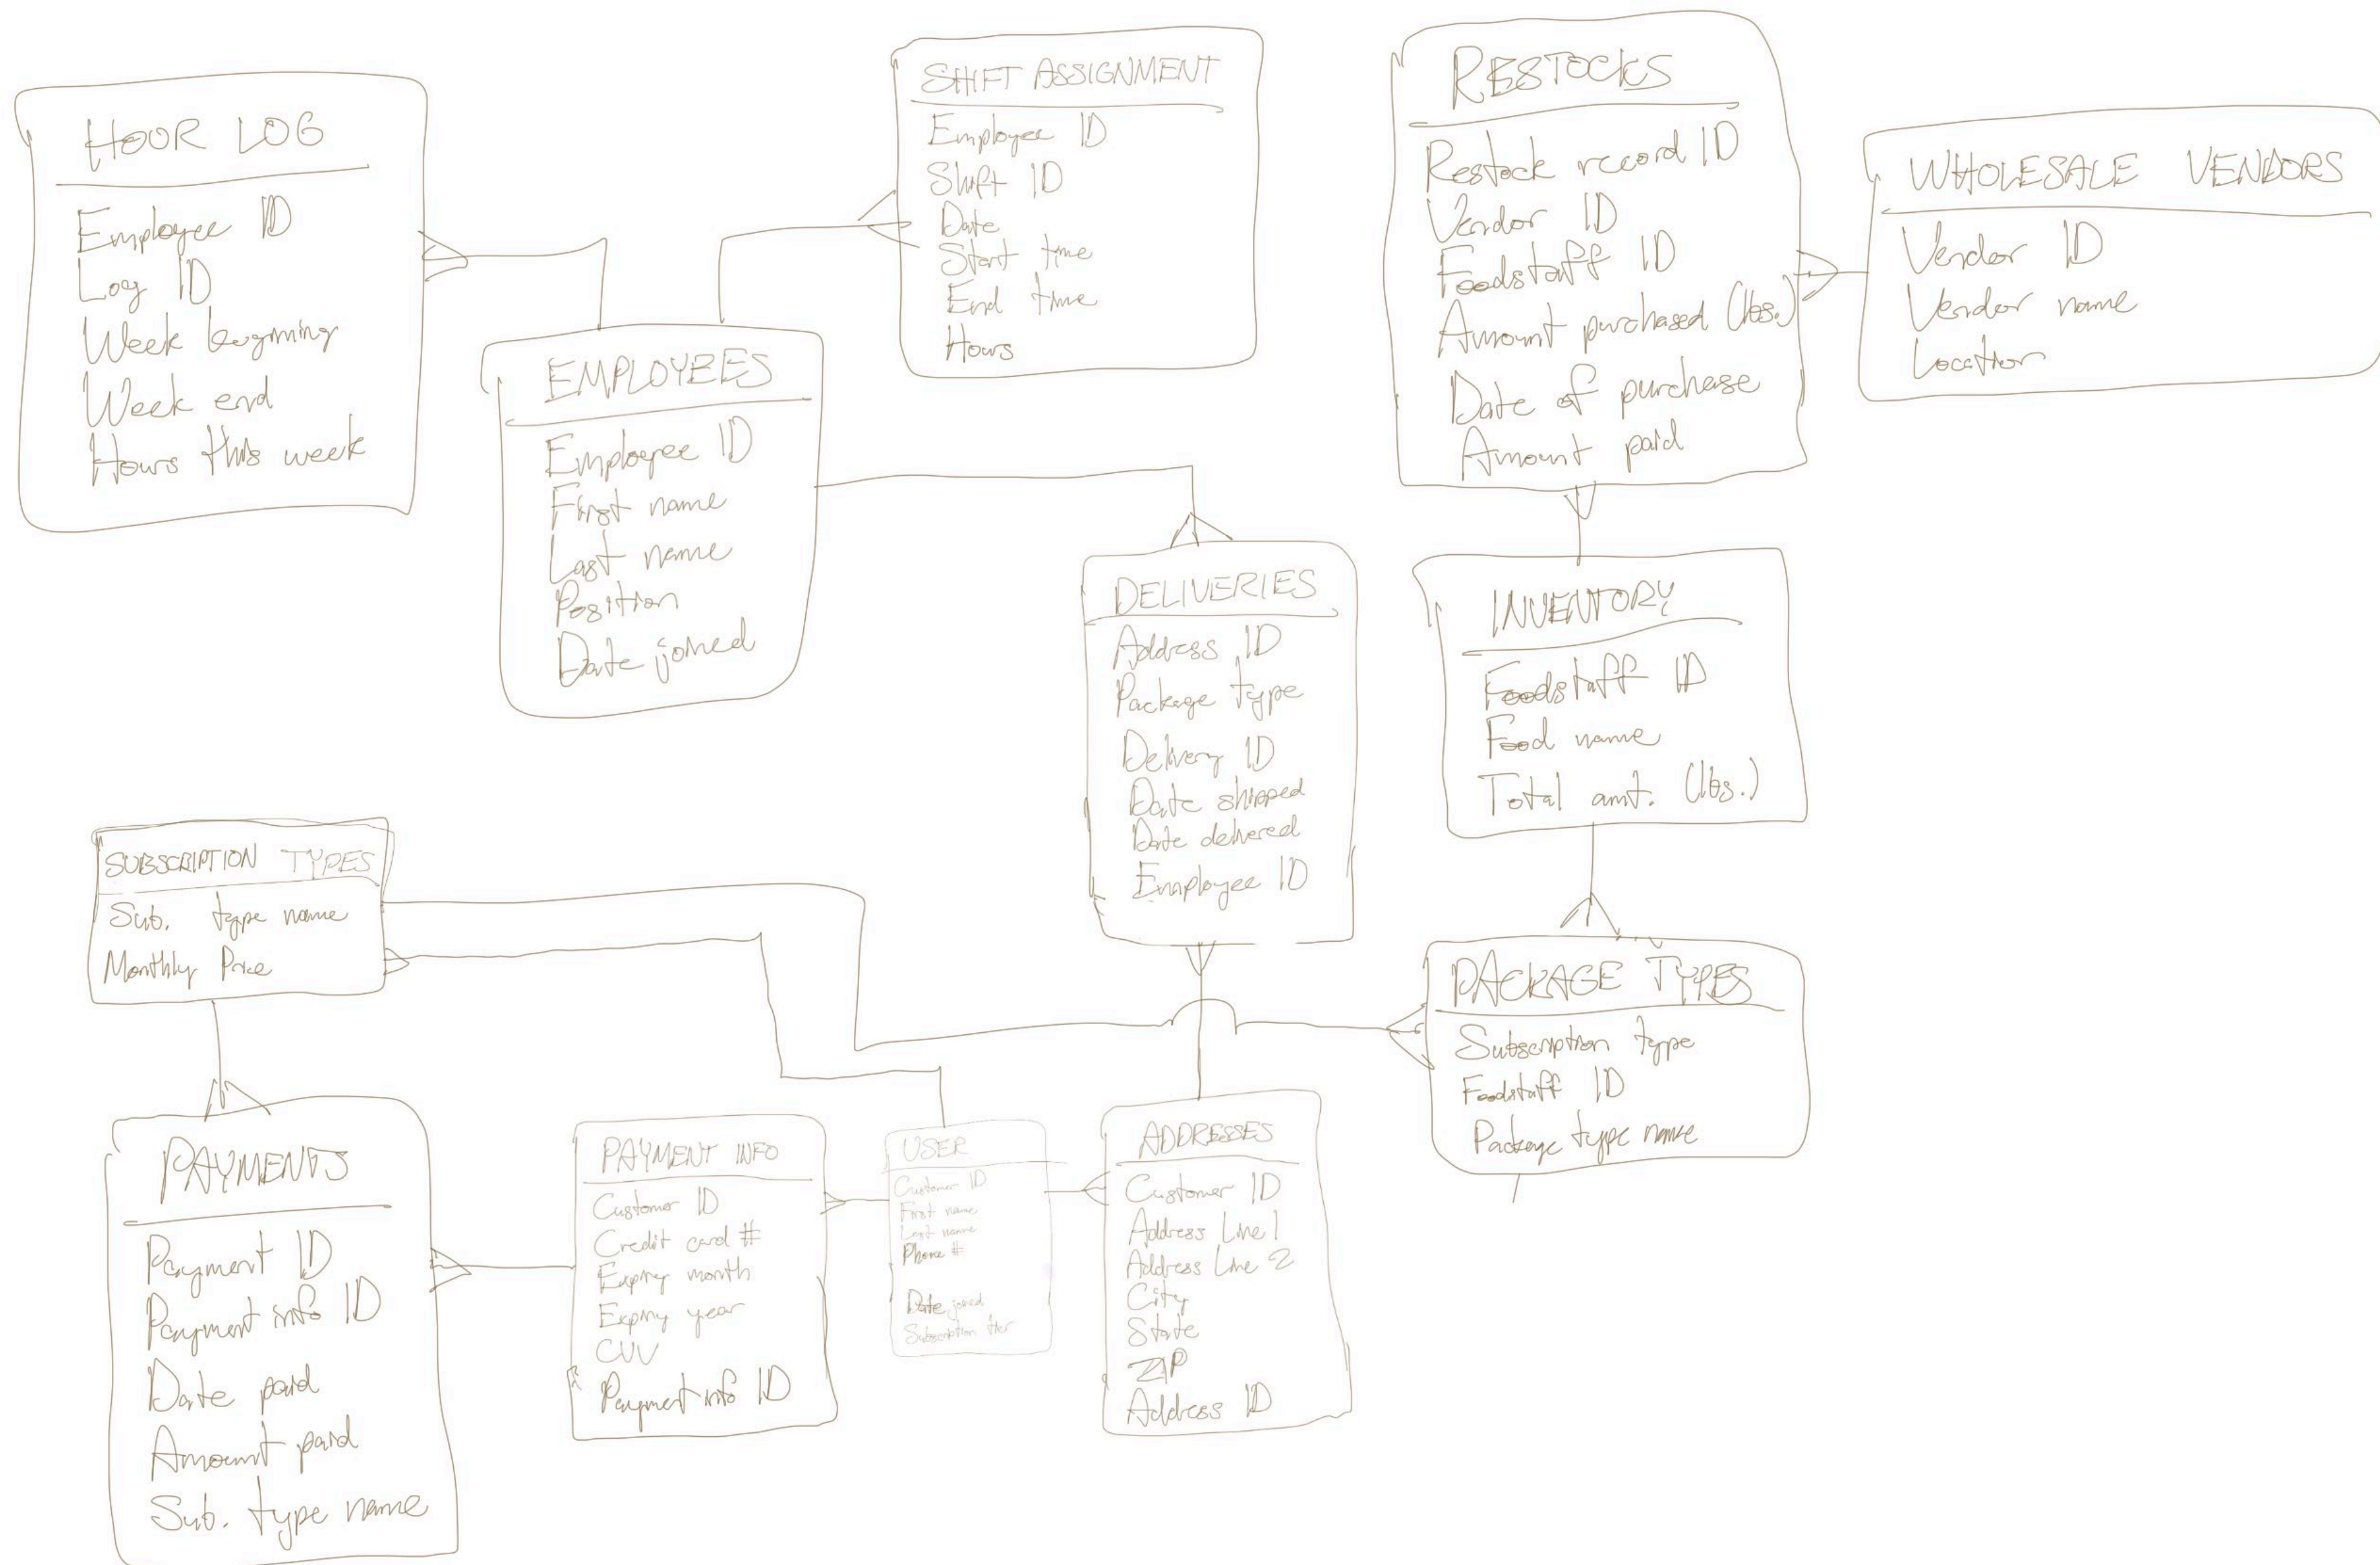 HOUR LOG
Employee ID
Log ID
Week beginning
Week end
Hours this week
SHIFT ASSIGNMENT
Employee ID
Shift ID
Date
Start time
End time
Hours
RESTOCKS
Restock record ID
Vendor ID
Foodstuff ID
Amount purchased (lbs.)
Date of purchase
Amount paid
WHOLESALE VENDORS
Vendor ID
Vendor name
Location
EMPLOYEES
Employee ID
First name
Last name
Position
Date joined
DELIVERIES
Address ID
Package type
Delivery ID
Date shipped
Date delivered
Employee ID
INVENTORY
Foodstuff ID
Food name
Total amt. (lbs.)
SUBSCRIPTION TYPES
Sub. type name
Monthly Price
PACKAGE TYPES
Subscription type
Foodstuff ID
Package type name
PAYMENTS
Payment ID
Payment info ID
Date paid
Amount paid
Sub. type name
PAYMENT INFO
Customer ID
Credit card #
Expiry month
Expiry year
CVV
Payment info ID
USER
Customer ID
First name
Last name
Phone #
Date joined
Subscription tier
ADDRESSES
Customer ID
Address Line 1
Address Line 2
City
State
ZIP
Address ID